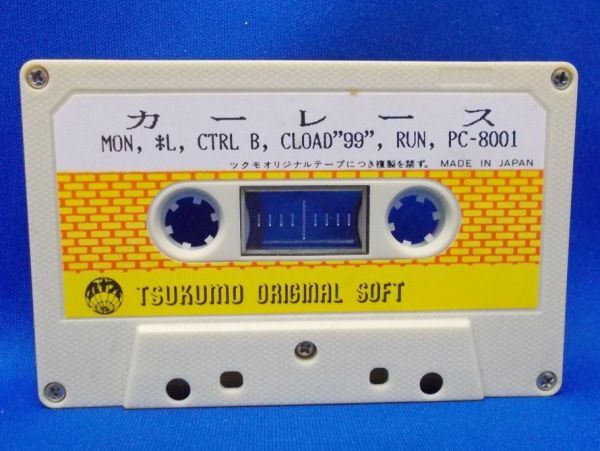 カーレース
MON, *L, CTRL B, CLOAD"99", RUN, PC-8001
ツクモオリジナルテープにつき複製を禁ず。 MADE IN JAPAN
TSUKUMO ORIGINAL SOFT